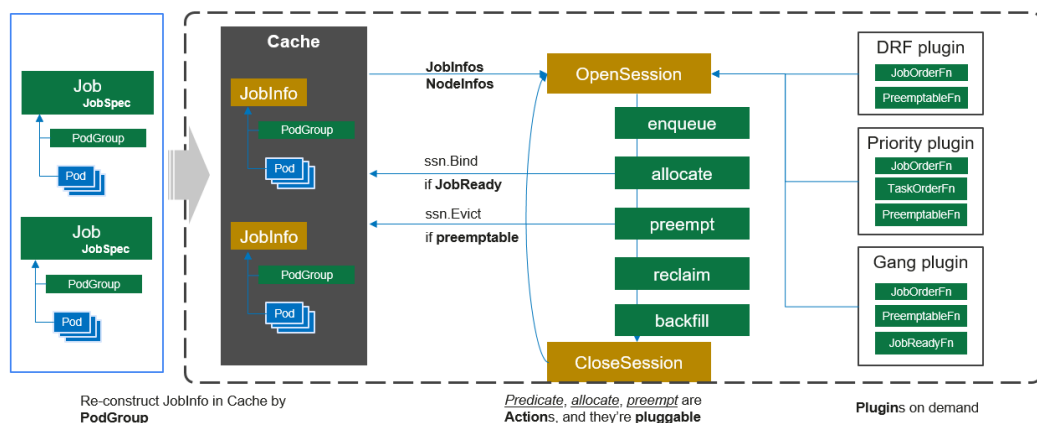 Job
JobSpec
PodGroup
Pod
Job
JobSpec
PodGroup
Pod
Re-construct JobInfo in Cache by
PodGroup
Cache
JobInfo
PodGroup
Pod
JobInfo
PodGroup
Pod
JobInfos
NodeInfos
ssn.Bind
if JobReady
ssn.Evict
if preemptable
OpenSession
enqueue
allocate
preempt
reclaim
backfill
CloseSession
Predicate, allocate, preempt are
Actions, and they're pluggable
DRF plugin
JobOrderFn
PreemptableFn
Priority plugin
JobOrderFn
TaskOrderFn
PreemptableFn
Gang plugin
JobOrderFn
PreemptableFn
JobReadyFn
Plugins on demand